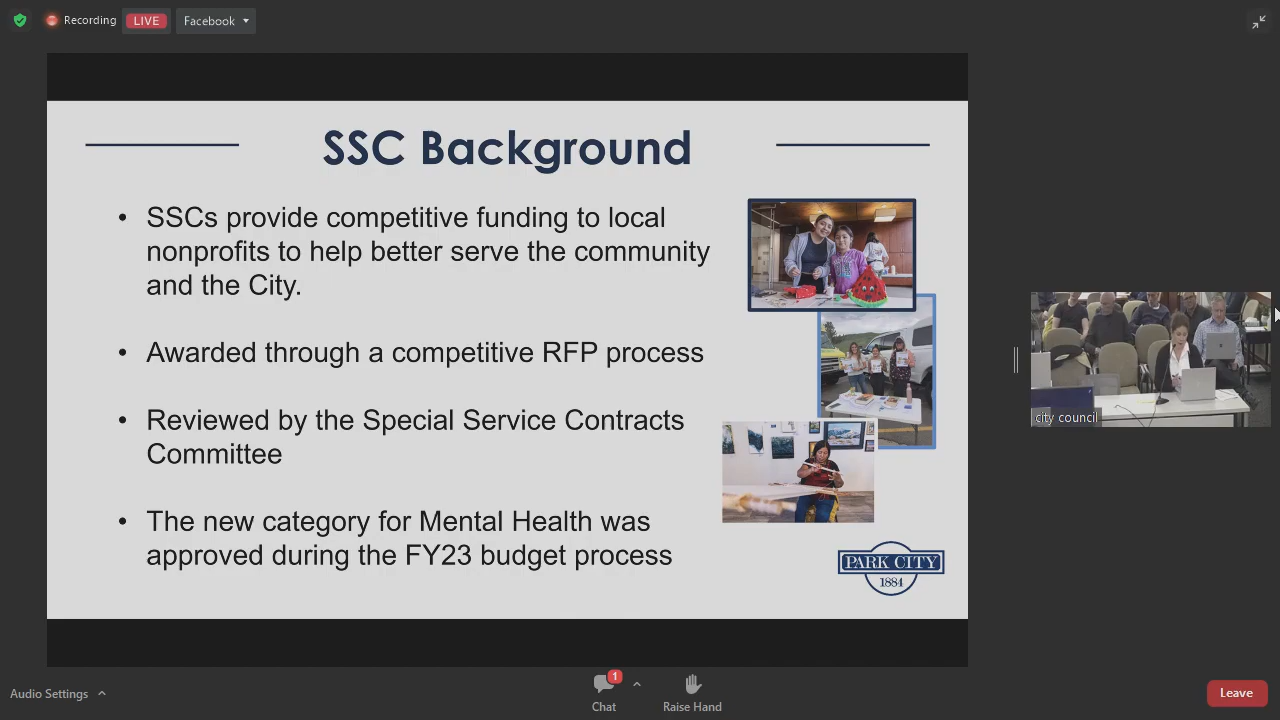 Recording
LIVE
Facebook
SSC Background
• SSCs provide competitive funding to local
nonprofits to help better serve the community
and the City.
• Awarded through a competitive RFP process
• Reviewed by the Special Service Contracts
Committee
• The new category for Mental Health was
approved during the FY23 budget process
PARK CITY
1884
city council
Audio Settings
1
Chat
Raise Hand
Leave